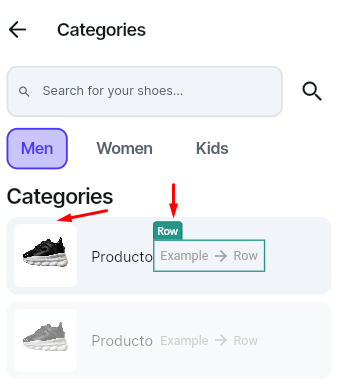 Categories
Search for your shoes...
Men Women Kids
Categories
Row
Producto Example Row
Producto Example Row